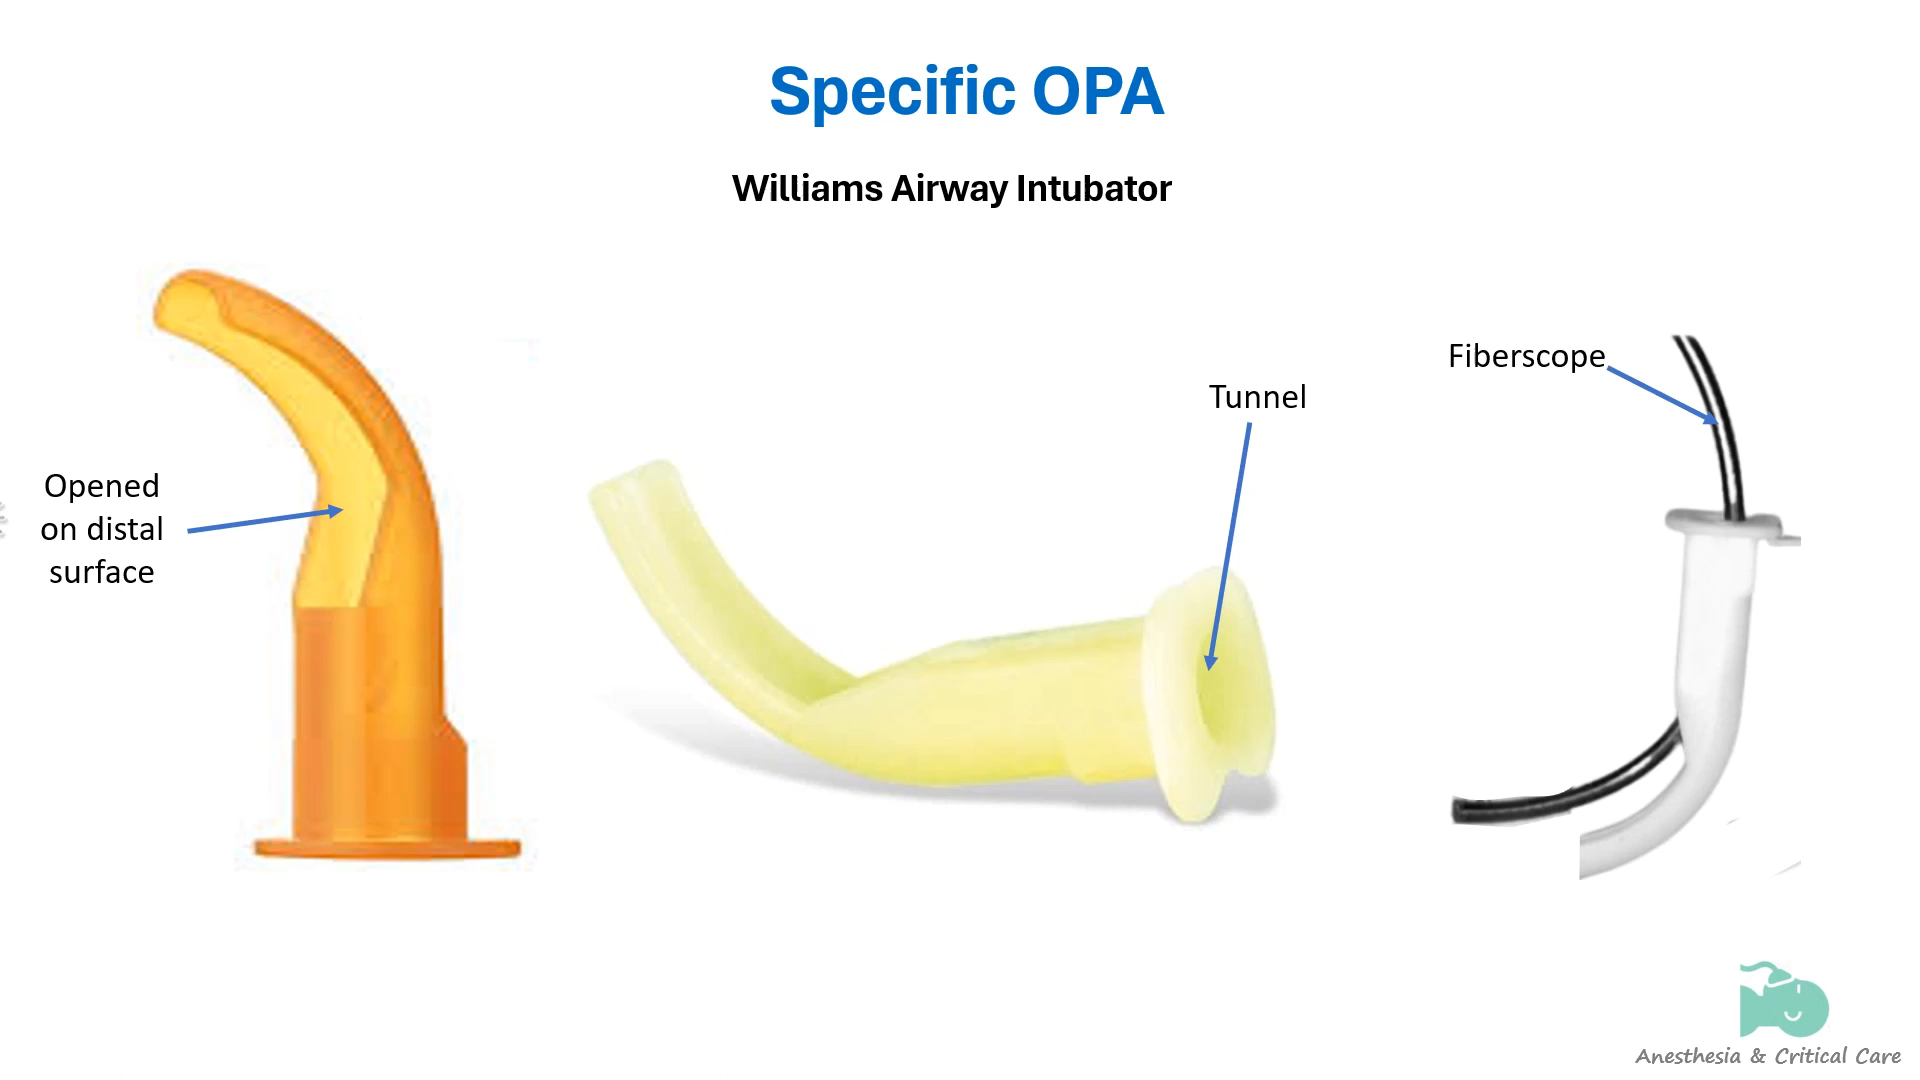 Specific OPA
Williams Airway Intubator
Opened
on distal
surface
Tunnel
Fiberscope
Anesthesia & Critical Care